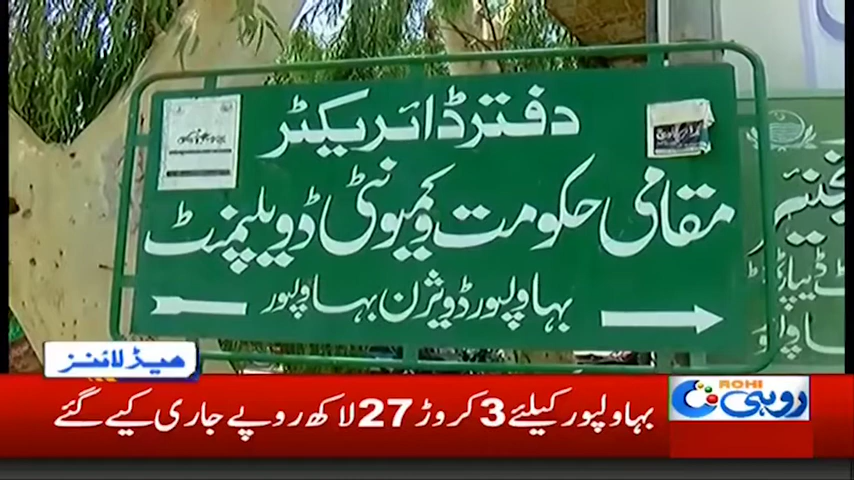 دفتر ڈائریکٹر
مقامی حکومت و کمیونٹی ڈویلپمنٹ
بہاولپور ڈویژن بہاولپور
ہیڈلائنز
بہاولپور کیلئے 3 کروڑ 27 لاکھ روپے جاری کیے گئے
ROHI
روہی